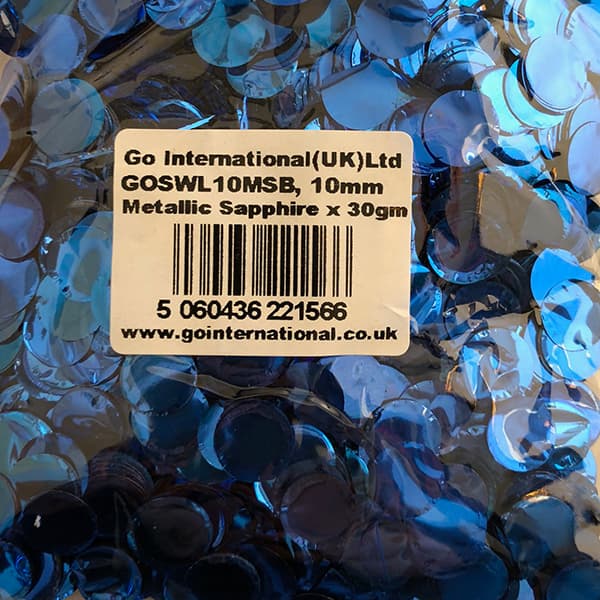 Go International(UK)Ltd
GOSWL10MSB, 10mm
Metallic Sapphire x 30gm
5 060436 221566
www.gointernational.co.uk